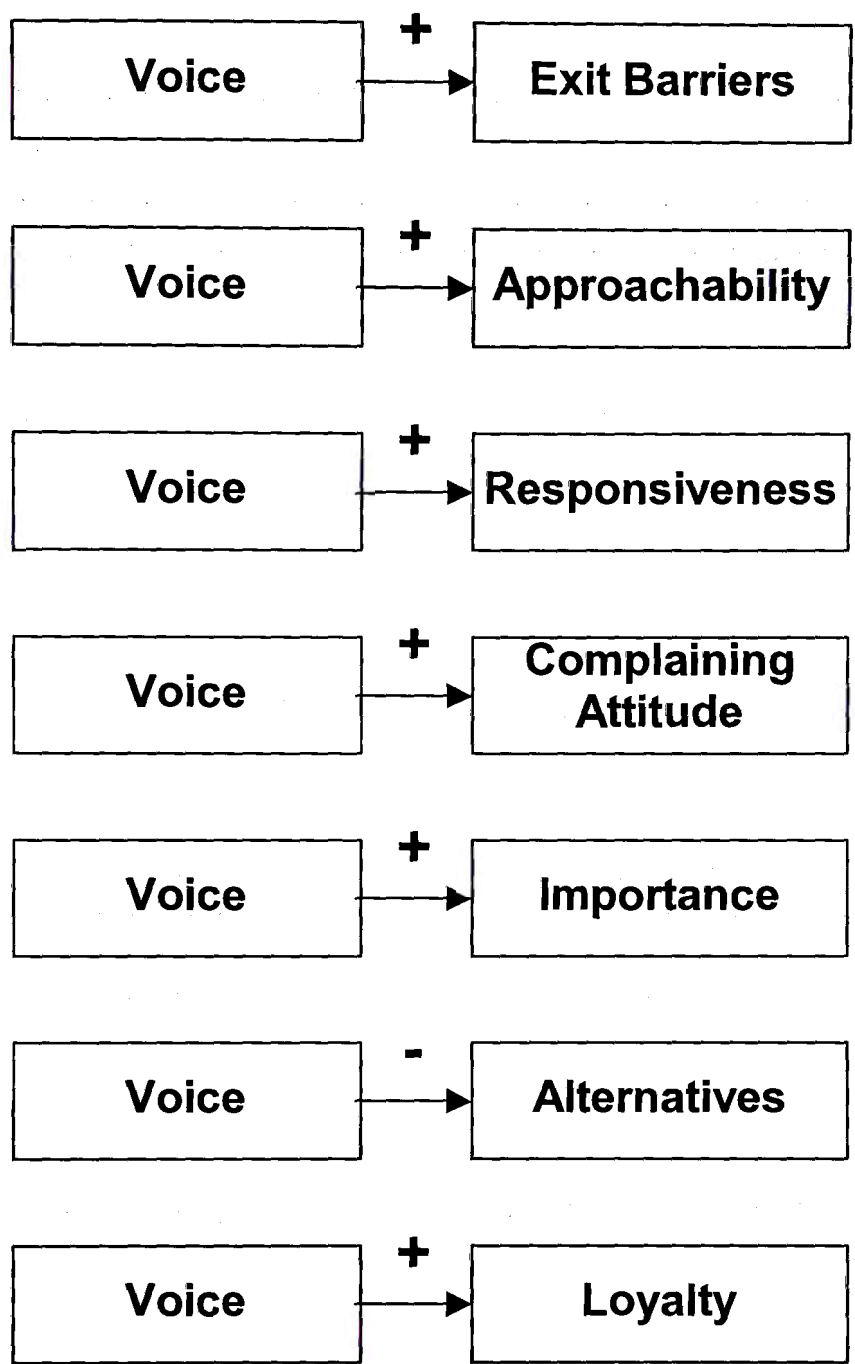 +
Voice
Exit Barriers
+
Voice
Approachability
+
Voice
Responsiveness
+
Voice
Complaining
Attitude
+
Voice
Importance
-
Voice
Alternatives
+
Voice
Loyalty